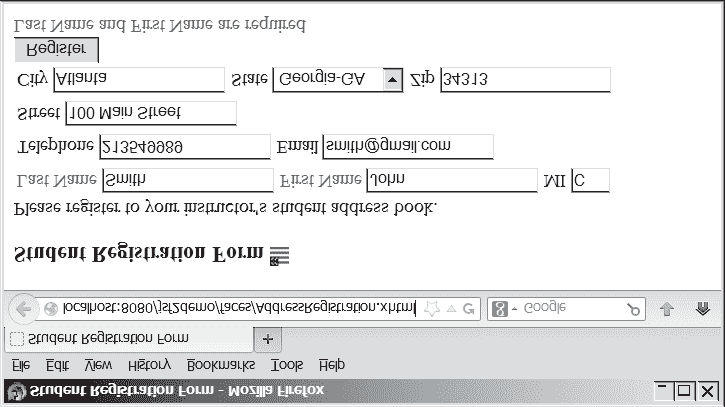 Student Registration Form - Mozilla Firefox
File Edit View History Bookmarks Tools Help
Student Registration Form +
localhost:8080/jsf2demo/faces/AddressRegistration.xhtml Google
Student Registration Form
Please register to your instructor's student address book.
Last Name Smith First Name John MI C
Telephone 213549989 Email smith@gmail.com
Street 100 Main Street
City Atlanta State Georgia-GA Zip 34313
Register
Last Name and First Name are required